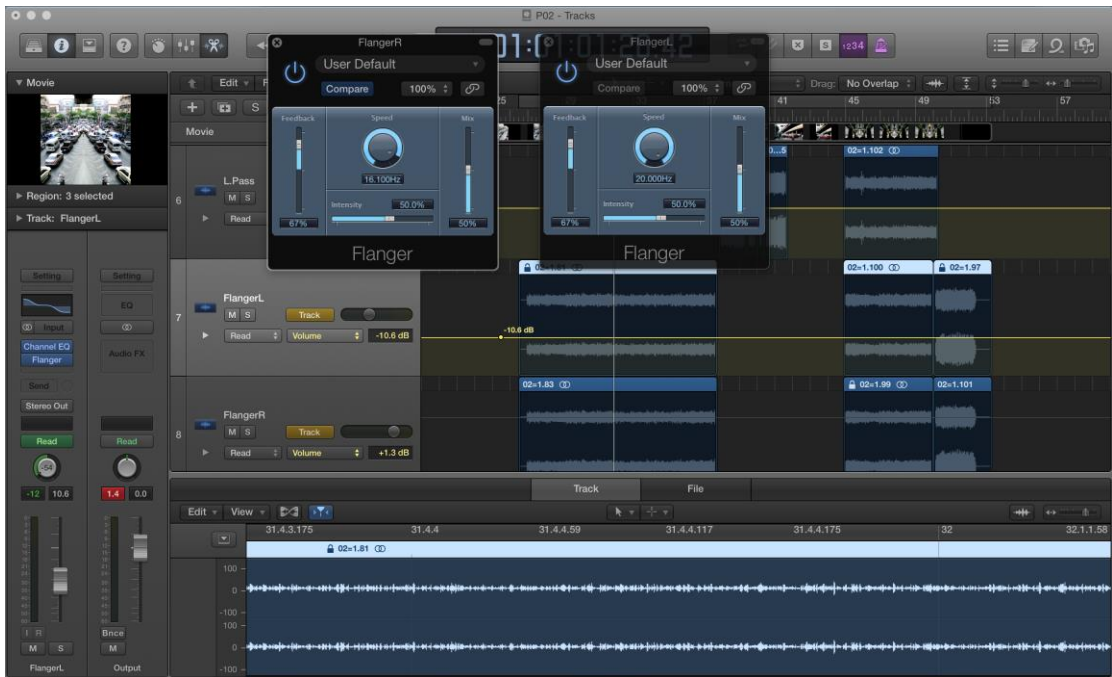 P02 - Tracks
FlangerR
FlangerL
User Default
User Default
Compare
100%
Compare
100%
1234
Movie
Edit
Drag:
No Overlap
S
25
37
41
45
49
53
57
Movie
Feedback
Speed
Mix
16.100Hz
Intensity
50.0%
67%
50%
Flanger
Feedback
Speed
Mix
20.000Hz
Intensity
50.0%
67%
50%
Flanger
Region: 3 selected
Track: FlangerL
6
L.Pass
M S
Read
02=1.102
Setting
Setting
EQ
Input
Channel EQ
Flanger
Audio FX
Send
Stereo Out
Read
Read
-54
-12
10.6
1.4
0.0
I R
Bnce
M
S
M
FlangerL
Output
7
FlangerL
M S
Track
Read
Volume
-10.6 dB
-10.6 dB
02=1.81
02=1.100
02=1.97
8
FlangerR
M S
Track
Read
Volume
+1.3 dB
02=1.83
02=1.99
02=1.101
Track
File
Edit
View
31.4.3.175
31.4.4
31.4.4.59
31.4.4.117
31.4.4.175
32
32.1.1.58
02=1.81
100
0
-100
100
0
-100